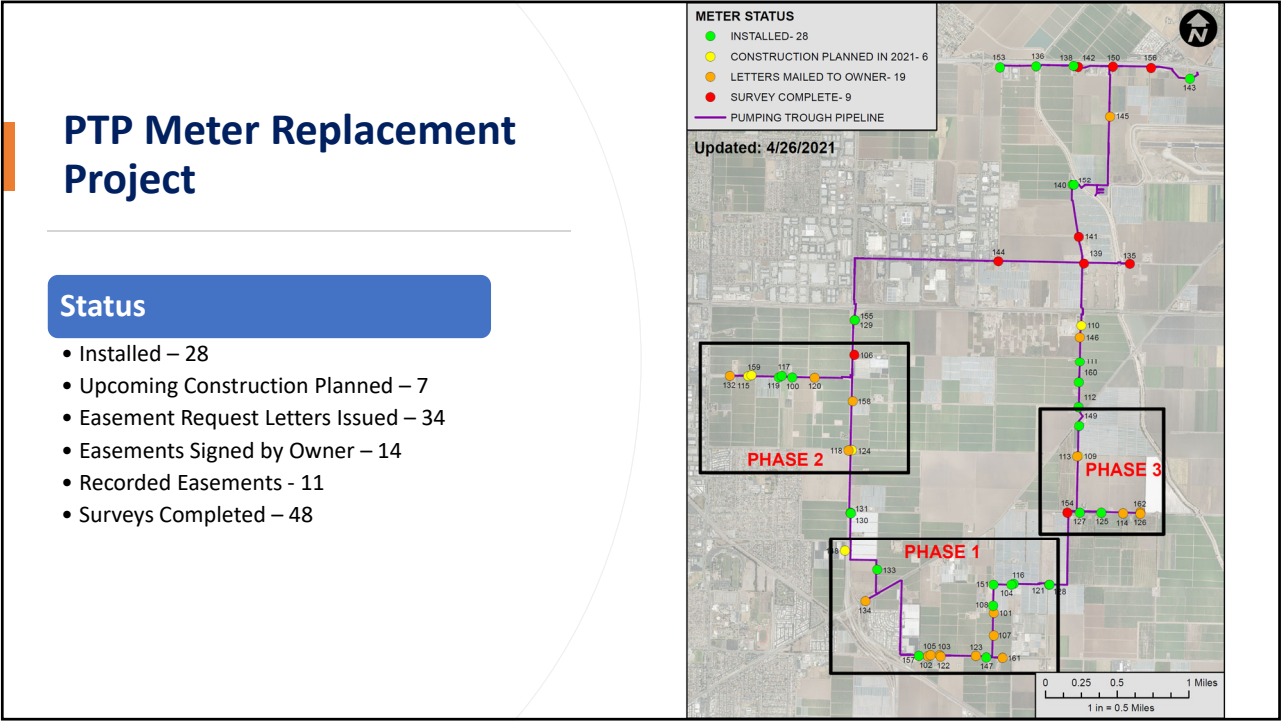 PTP Meter Replacement
Project
Status
• Installed – 28
• Upcoming Construction Planned – 7
• Easement Request Letters Issued – 34
• Easements Signed by Owner – 14
• Recorded Easements - 11
• Surveys Completed – 48
METER STATUS
INSTALLED- 28
CONSTRUCTION PLANNED IN 2021- 6
LETTERS MAILED TO OWNER- 19
SURVEY COMPLETE- 9
PUMPING TROUGH PIPELINE
Updated: 4/26/2021
N
153 136 138 142 150 156
143
145
140 152
141
144 139 135
155
129
110
146
106
111
159 117
132 115 119 100 120
160
158
112
149
118 124
PHASE 2
113 109
PHASE 3
131
130
154 162
127 125 114 126
PHASE 1
133
151 116
104 121 128
134
108
101
107
105 103 123
157 102 122 147 161
0 0.25 0.5 1 Miles
1 in = 0.5 Miles